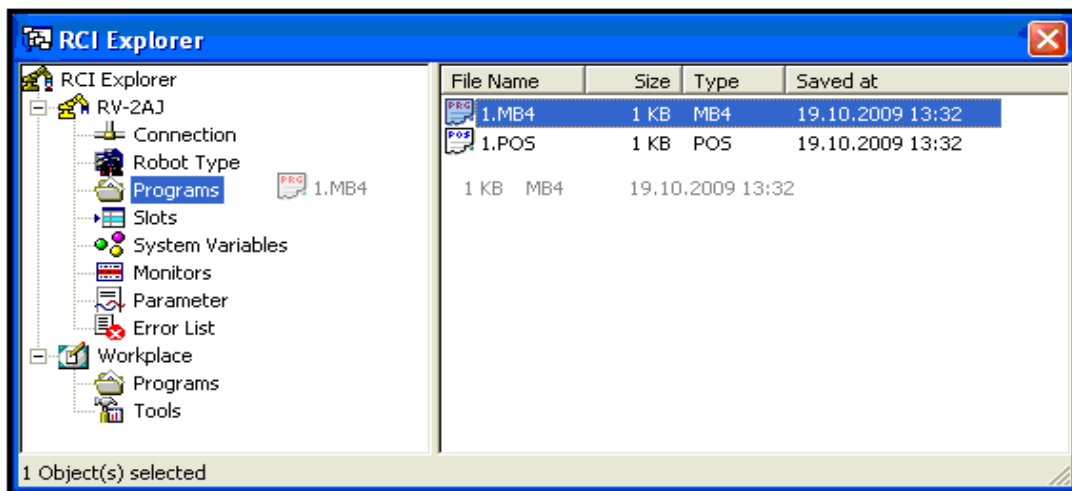 RCI Explorer
RCI Explorer
RV-2AJ
Connection
Robot Type
Programs
Slots
System Variables
Monitors
Parameter
Error List
Workplace
Programs
Tools
File Name Size Type Saved at
PRG 1.MB4 1 KB MB4 19.10.2009 13:32
POS 1.POS 1 KB POS 19.10.2009 13:32
PRG 1.MB4 1 KB MB4 19.10.2009 13:32
1 Object(s) selected